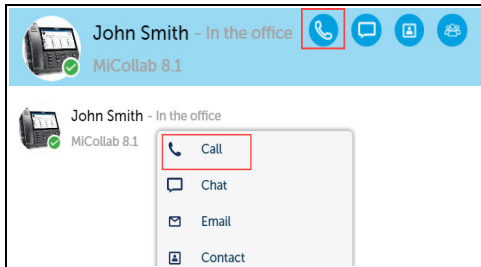 John Smith - In the office
MiCollab 8.1
John Smith - In the office
MiCollab 8.1
Call
Chat
Email
Contact